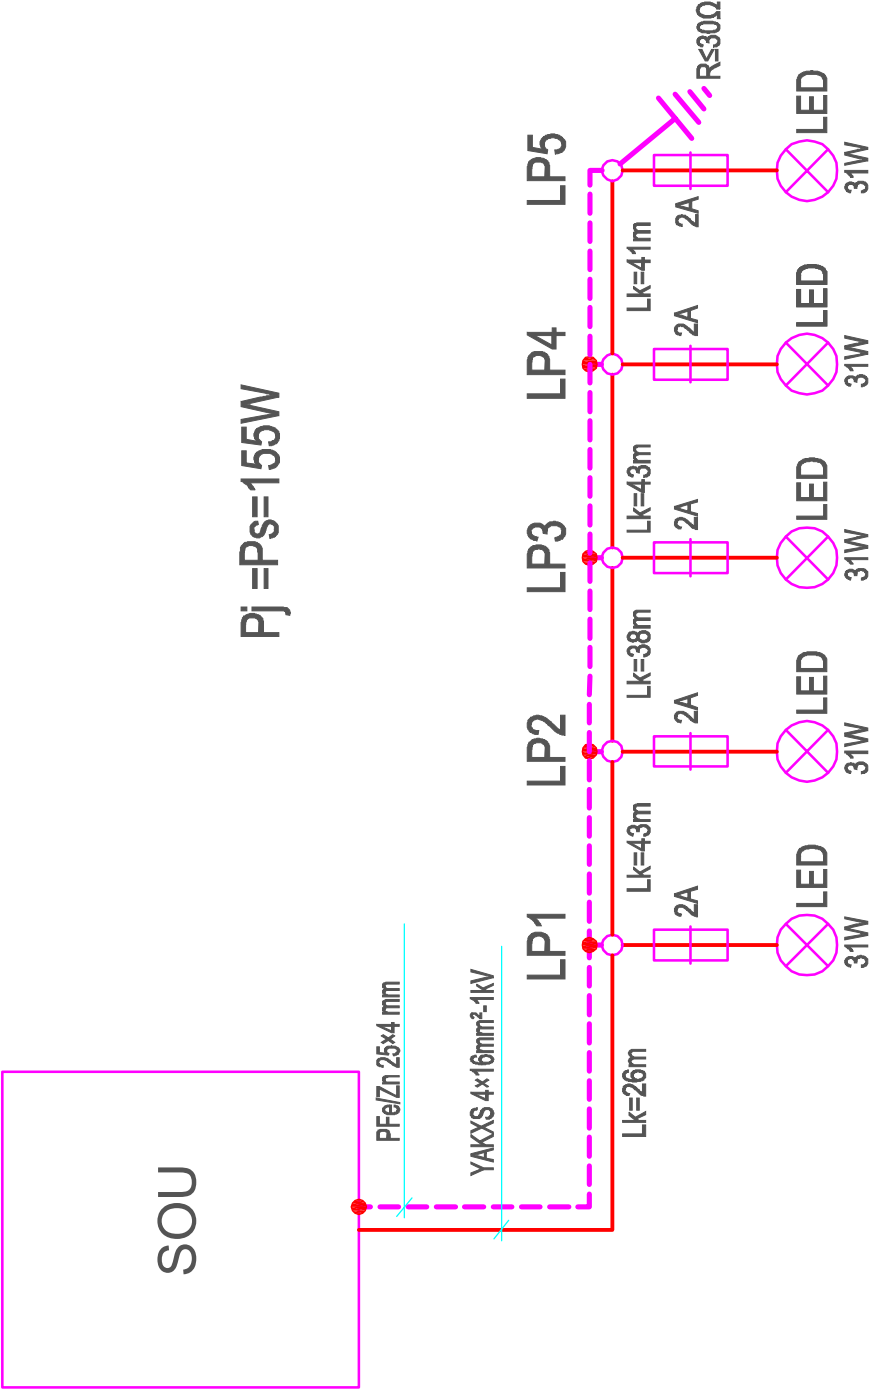 SOU
Pj =Ps=155W
PFe/Zn 25×4 mm
YAKXS 4×16mm²-1kV
LP1
LP2
LP3
LP4
LP5
Lk=26m
Lk=43m
Lk=38m
Lk=43m
Lk=41m
R≤30Ω
2A
2A
2A
2A
2A
LED
LED
LED
LED
LED
31W
31W
31W
31W
31W